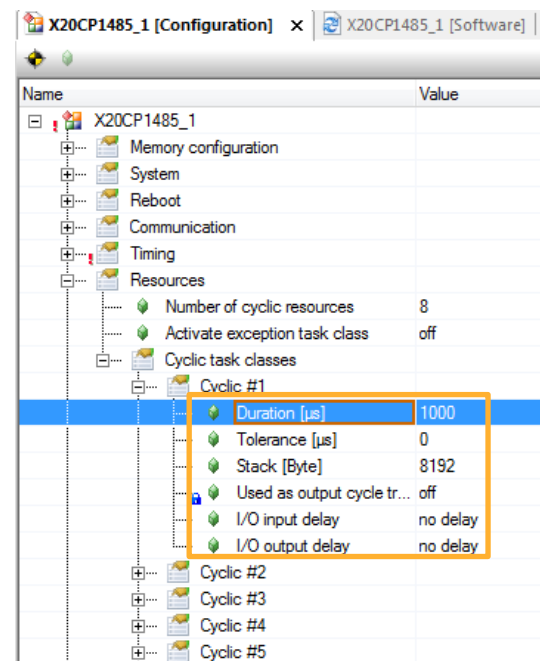 X20CP1485_1 [Configuration] x X20CP1485_1 [Software]
Name Value
X20CP1485_1
Memory configuration
System
Reboot
Communication
Timing
Resources
Number of cyclic resources 8
Activate exception task class off
Cyclic task classes
Cyclic #1
Duration [µs] 1000
Tolerance [µs] 0
Stack [Byte] 8192
Used as output cycle tr... off
I/O input delay no delay
I/O output delay no delay
Cyclic #2
Cyclic #3
Cyclic #4
Cyclic #5